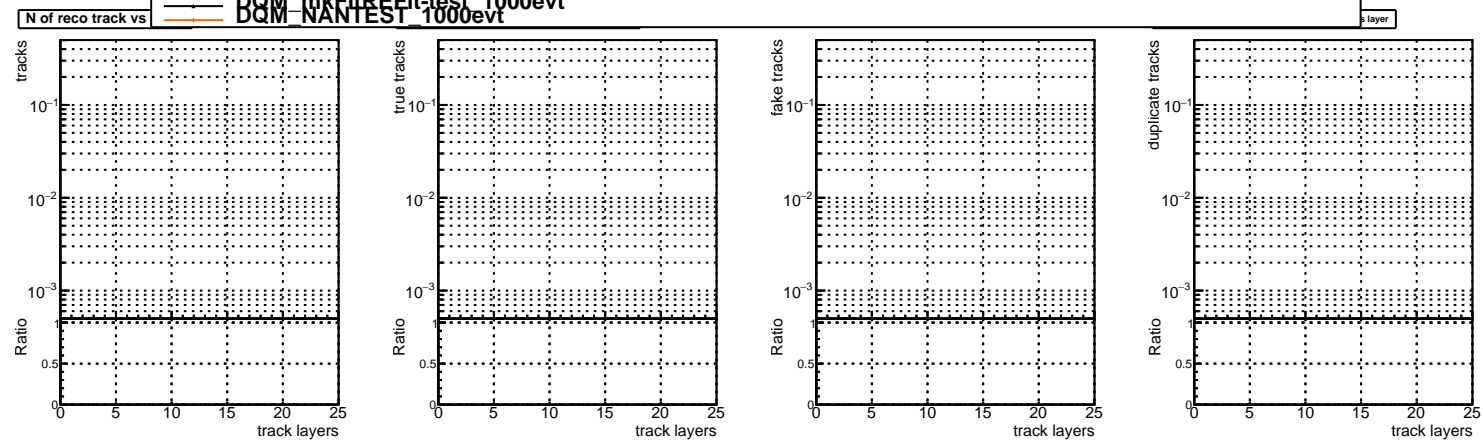 DQM_mkFitREFit-test_1000evt
DQM_NANTEST_1000evt
N of reco track vs
s layer
tracks
10−1
10−2
10−3
Ratio
1
0.5
0
0 5 10 15 20 25
track layers
true tracks
10−1
10−2
10−3
Ratio
1
0.5
0
0 5 10 15 20 25
track layers
fake tracks
10−1
10−2
10−3
Ratio
1
0.5
0
0 5 10 15 20 25
track layers
duplicate tracks
10−1
10−2
10−3
Ratio
1
0.5
0
0 5 10 15 20 25
track layers